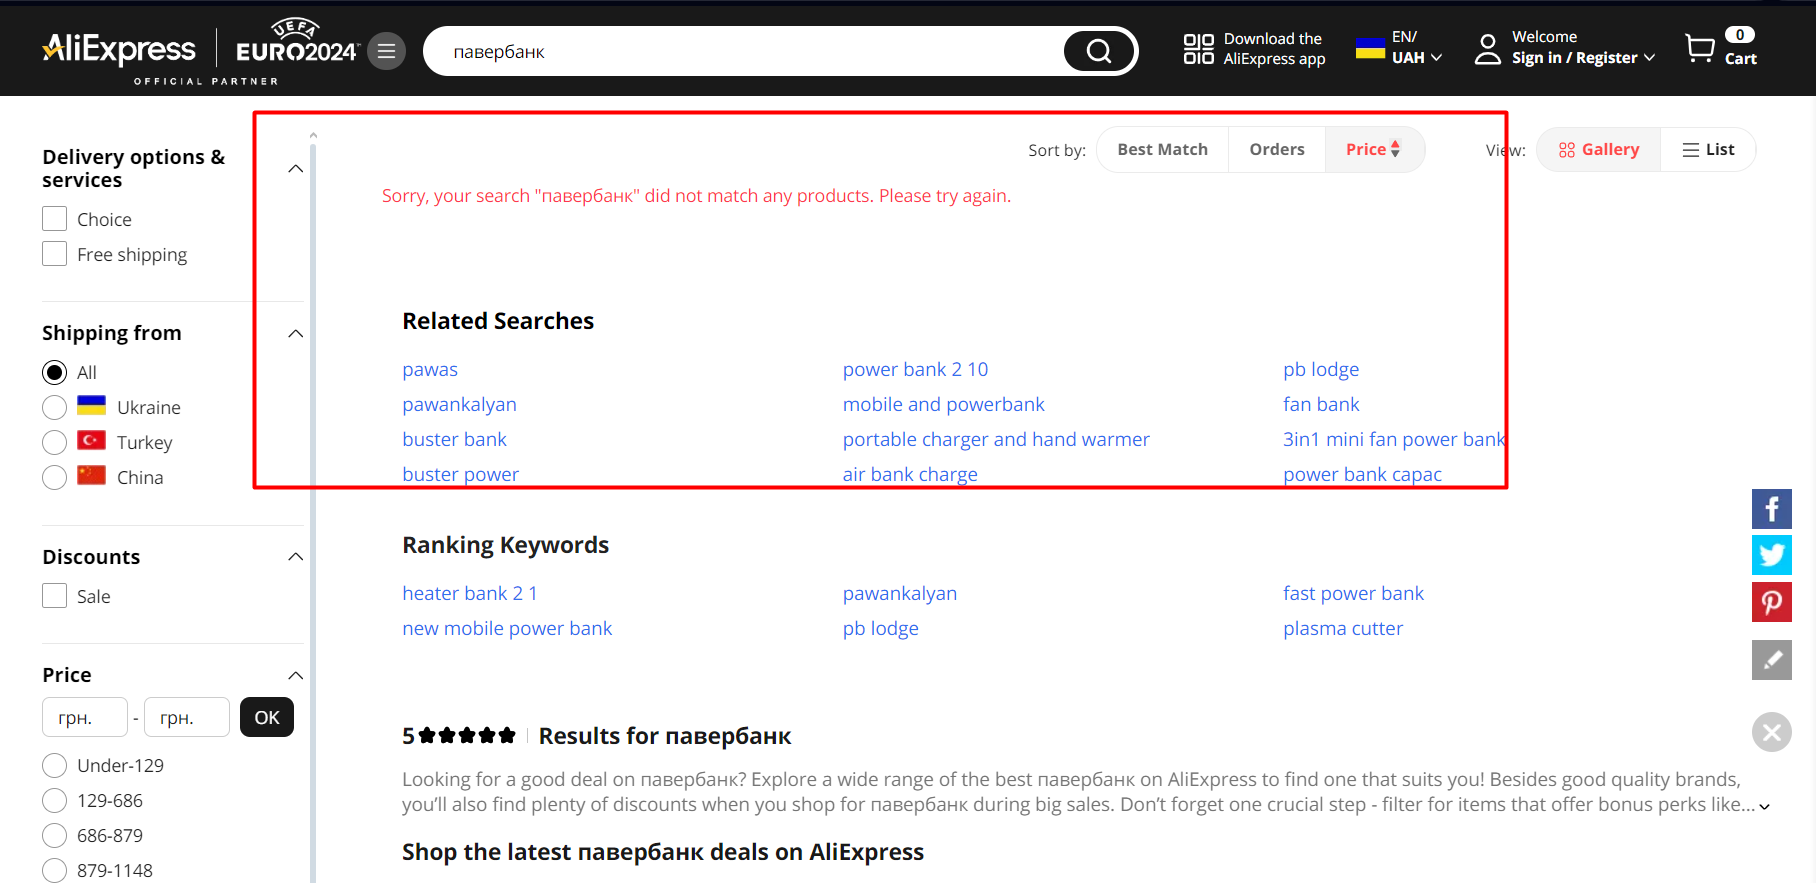 AliExpress
UEFA
EURO2024
OFFICIAL PARTNER
павербанк
Download the
AliExpress app
EN/
UAH
Welcome
Sign in / Register
0
Cart
Delivery options &
services
Choice
Free shipping
Shipping from
All
Ukraine
Turkey
China
Discounts
Sale
Price
грн. - грн. OK
Under-129
129-686
686-879
879-1148
Sort by: Best Match Orders Price View: Gallery List
Sorry, your search "павербанк" did not match any products. Please try again.
Related Searches
pawas power bank 2 10 pb lodge
pawankalyan mobile and powerbank fan bank
buster bank portable charger and hand warmer 3in1 mini fan power bank
buster power air bank charge power bank capac
Ranking Keywords
heater bank 2 1 pawankalyan fast power bank
new mobile power bank pb lodge plasma cutter
5 Results for павербанк
Looking for a good deal on павербанк? Explore a wide range of the best павербанк on AliExpress to find one that suits you! Besides good quality brands,
you’ll also find plenty of discounts when you shop for павербанк during big sales. Don’t forget one crucial step - filter for items that offer bonus perks like...
Shop the latest павербанк deals on AliExpress